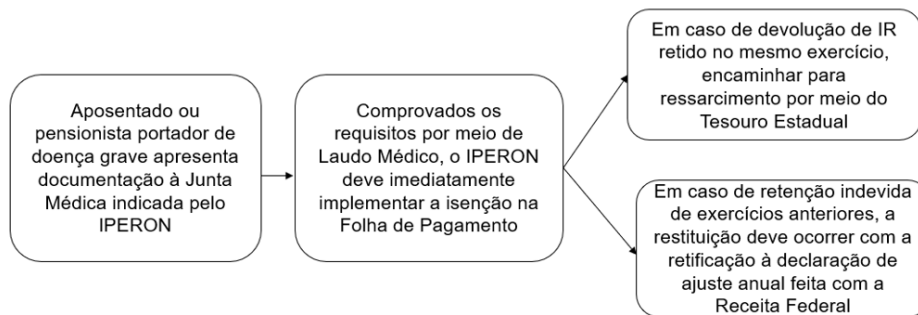 Aposentado ou
pensionista portador de
doença grave apresenta
documentação à Junta
Médica indicada pelo
IPERON
Comprovados os
requisitos por meio de
Laudo Médico, o IPERON
deve imediatamente
implementar a isenção na
Folha de Pagamento
Em caso de devolução de IR
retido no mesmo exercício,
encaminhar para
ressarcimento por meio do
Tesouro Estadual
Em caso de retenção indevida
de exercícios anteriores, a
restituição deve ocorrer com a
retificação à declaração de
ajuste anual feita com a
Receita Federal